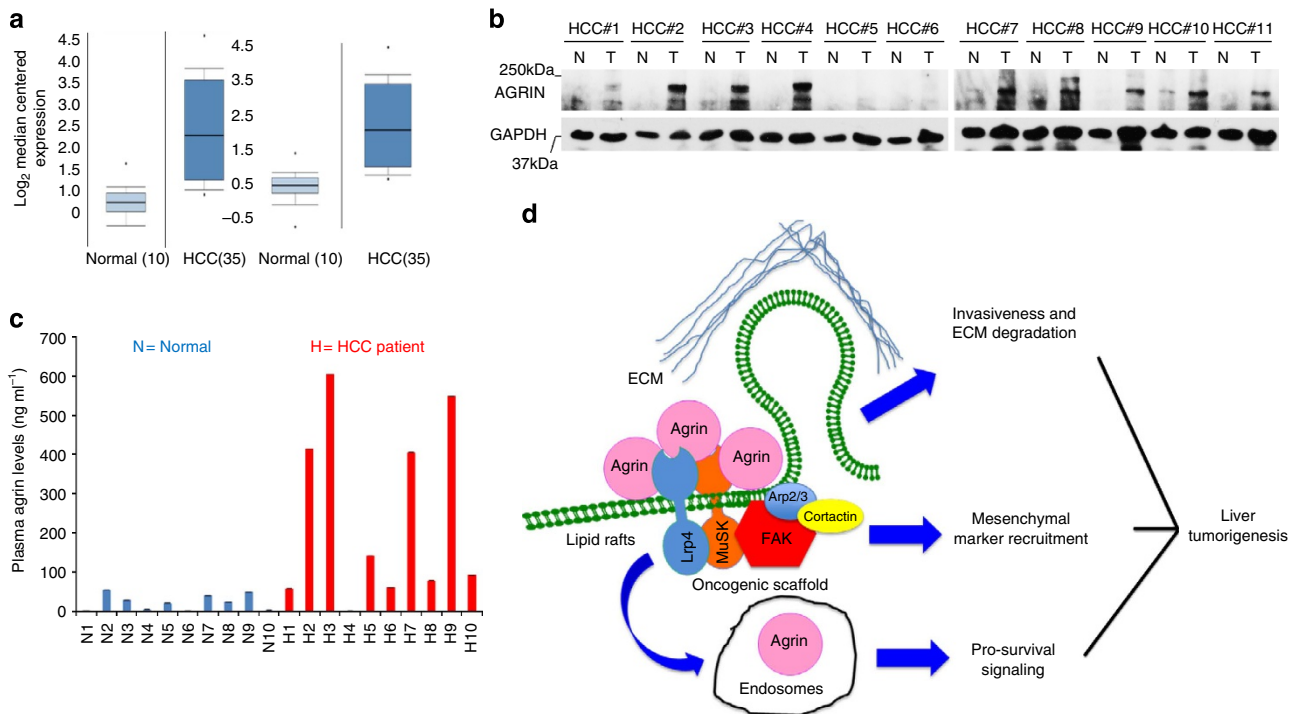 a
Log2 median centered
expression
4.5
4.0
3.5
3.0
2.5
2.0
1.5
1.0
0
4.5
3.5
2.5
1.5
0.5
−0.5
Normal (10)
HCC(35)
Normal (10)
HCC(35)
b
HCC#1 HCC#2 HCC#3 HCC#4 HCC#5 HCC#6 HCC#7 HCC#8 HCC#9 HCC#10 HCC#11
N T N T N T N T N T N T N T N T N T N T N T
250kDa
AGRIN
GAPDH
37kDa
c
Plasma agrin levels (ng ml−1)
700
600
500
400
300
200
100
0
N = Normal
H = HCC patient
N1 N2 N3 N4 N5 N6 N7 N8 N9 N10 H1 H2 H3 H4 H5 H6 H7 H8 H9 H10
d
ECM
Agrin
Agrin
Agrin
Arp2/3
Cortactin
Lipid rafts
Lrp4
MuSK
FAK
Oncogenic scaffold
Agrin
Endosomes
Invasiveness and
ECM degradation
Mesenchymal
marker recruitment
Pro-survival
signaling
Liver
tumorigenesis